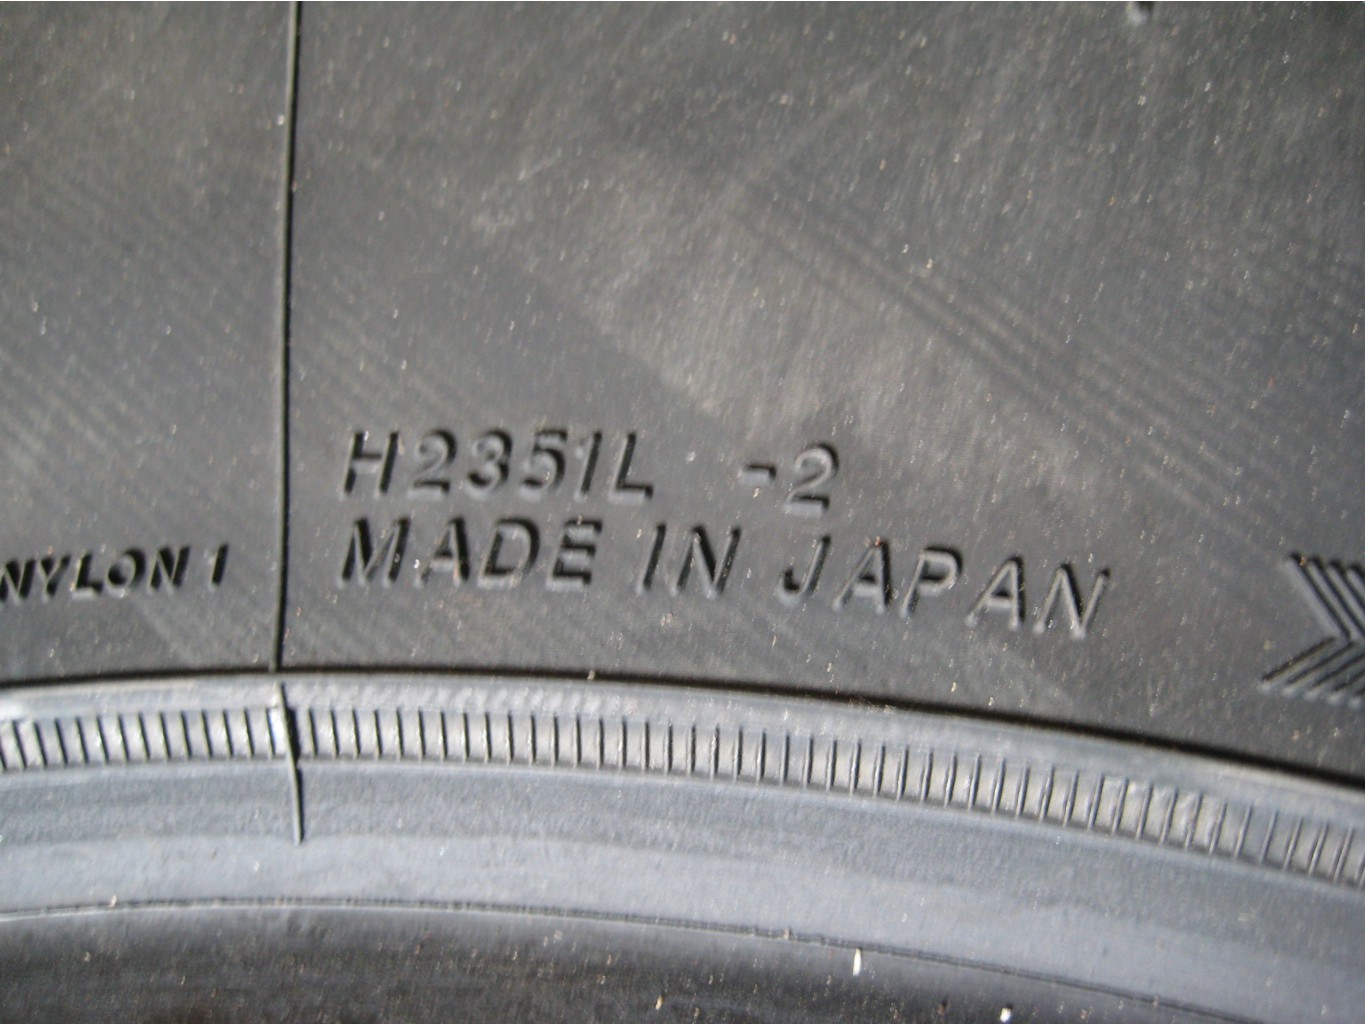 H2351L -2
NYLON 1
MADE IN JAPAN